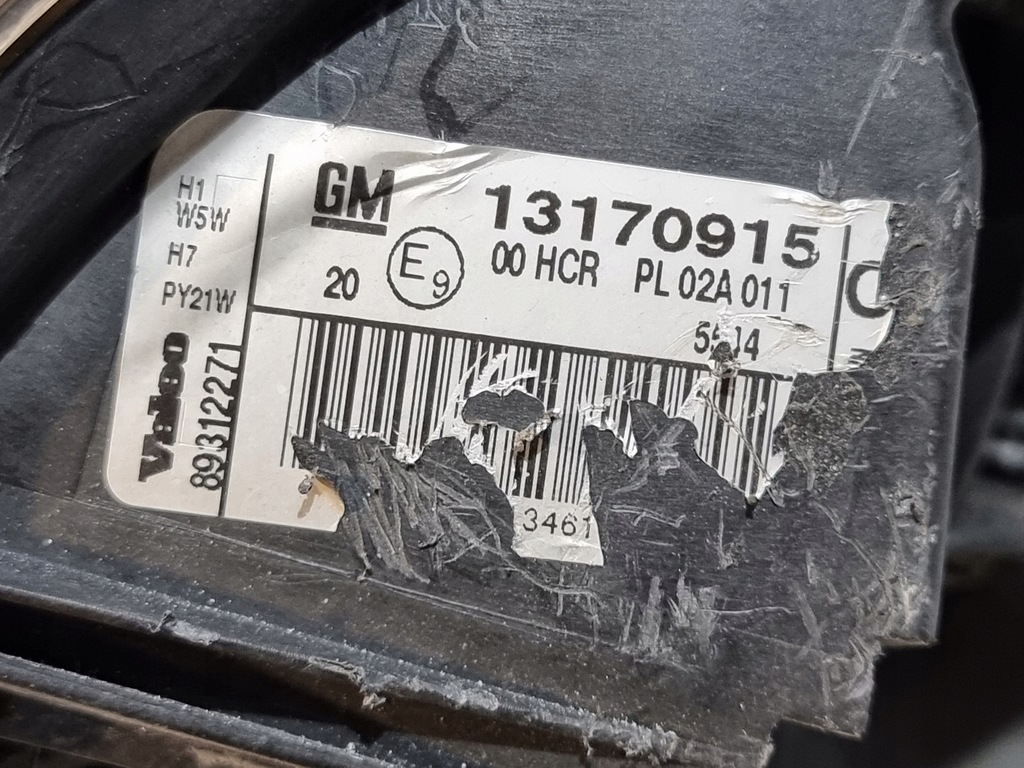 H1
W5W
H7
PY21W
Valeo
89312271
GM
13170915
20 E9 00 HCR PL 02A 011
3461